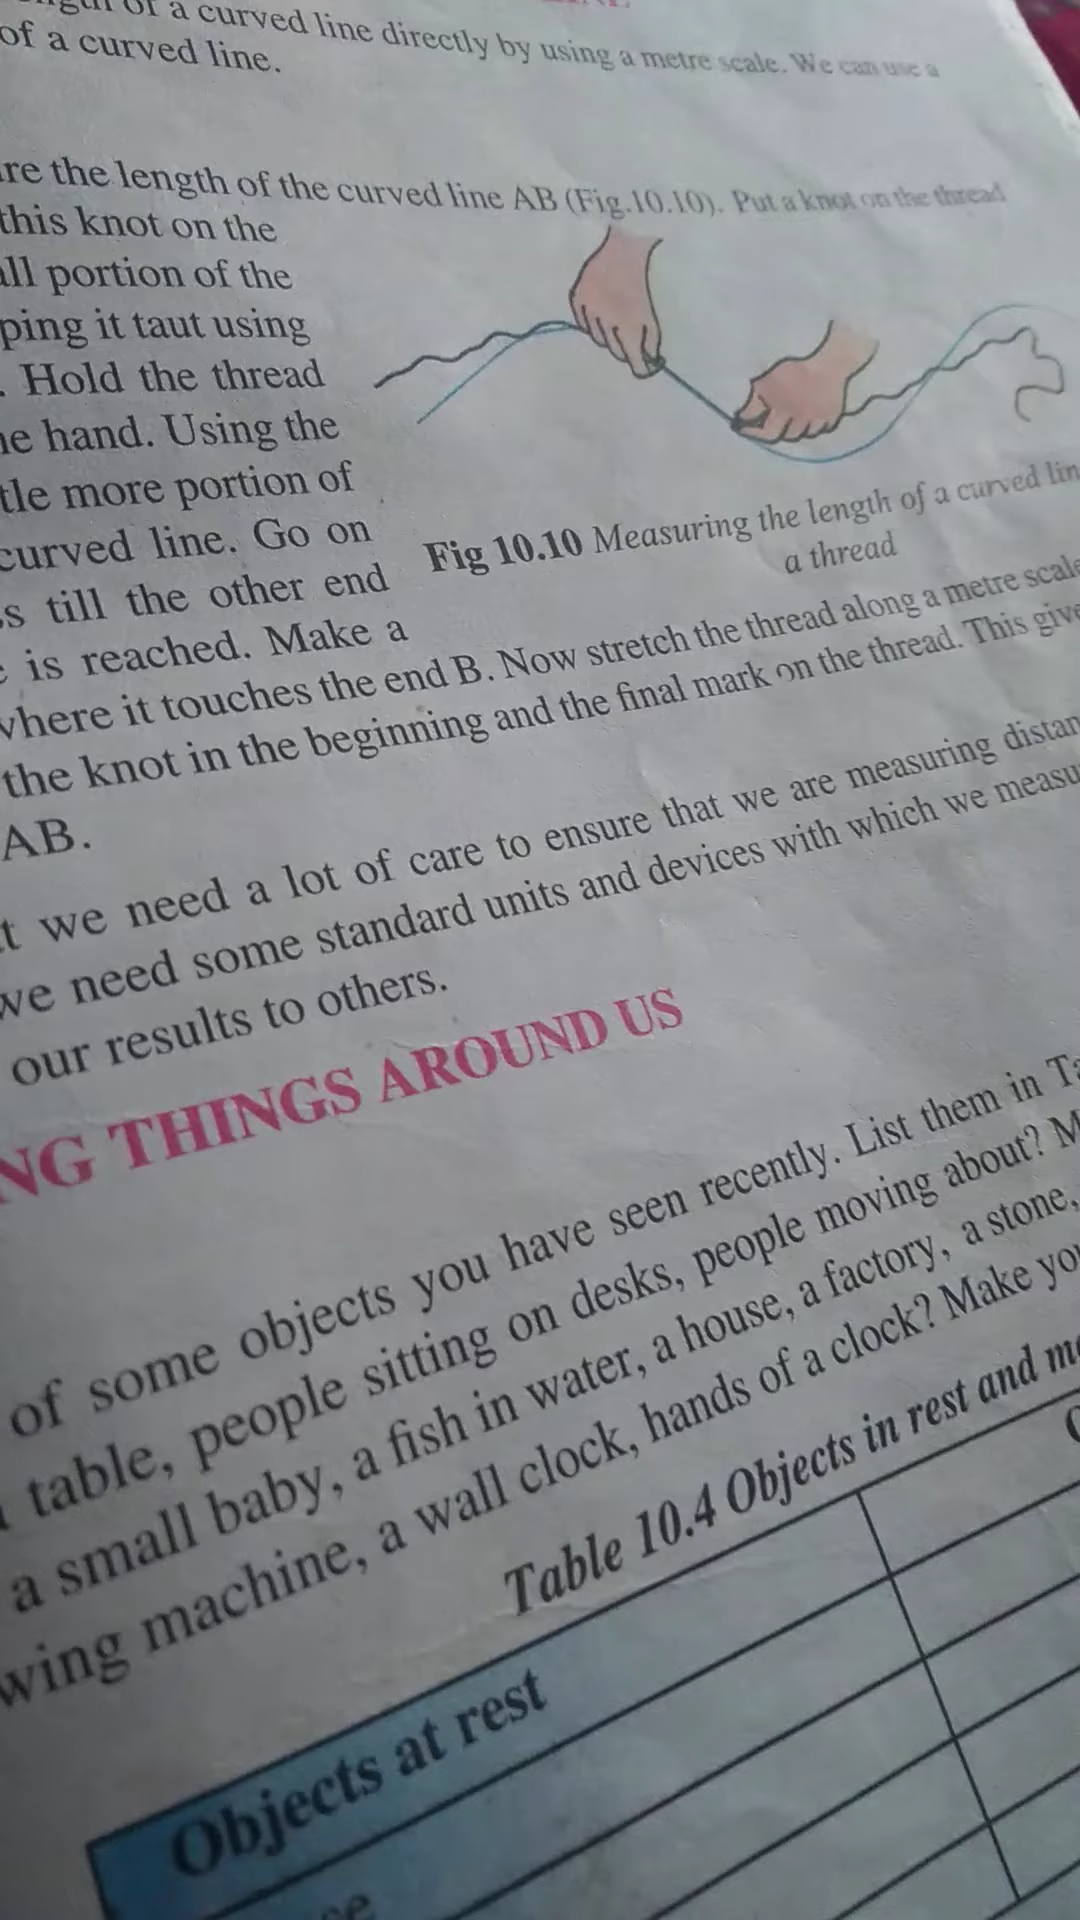 of a curved line directly by using a metre scale. We can use a
of a curved line.
the length of the curved line AB (Fig.10.10). Put a knot on the thread
this knot on the
portion of the
ping it taut using
. Hold the thread
hand. Using the
tle more portion of
curved line. Go on
s till the other end
is reached. Make a
Fig 10.10 Measuring the length of a curved lin
a thread
where it touches the end B. Now stretch the thread along a metre scale
the knot in the beginning and the final mark on the thread. This give
AB.
t we need a lot of care to ensure that we are measuring distan
we need some standard units and devices with which we measu
our results to others.
NG THINGS AROUND US
of some objects you have seen recently. List them in Ta
table, people sitting on desks, people moving about? M
a small baby, a fish in water, a house, a factory, a stone,
wing machine, a wall clock, hands of a clock? Make yo
Table 10.4 Objects in rest and mo
Objects at rest